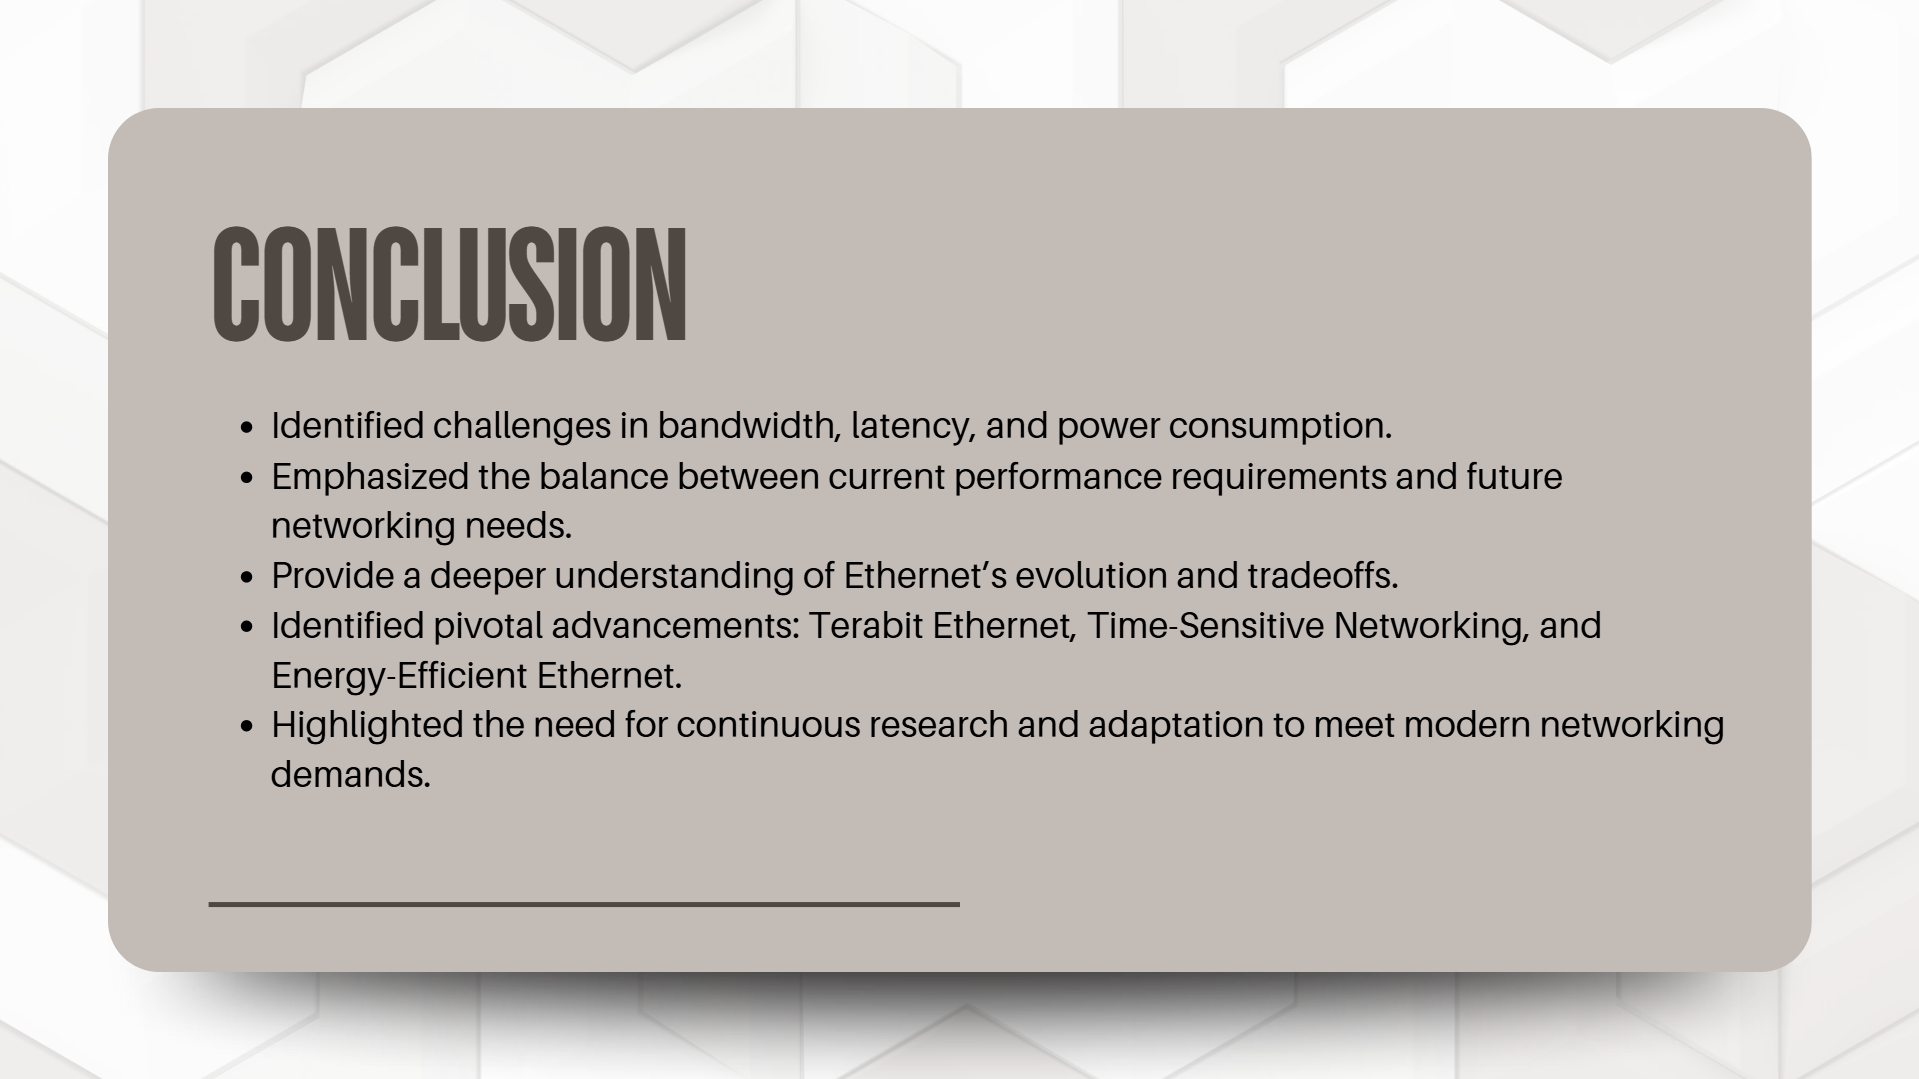 CONCLUSION
• Identified challenges in bandwidth, latency, and power consumption.
• Emphasized the balance between current performance requirements and future
networking needs.
• Provide a deeper understanding of Ethernet’s evolution and tradeoffs.
• Identified pivotal advancements: Terabit Ethernet, Time-Sensitive Networking, and
Energy-Efficient Ethernet.
• Highlighted the need for continuous research and adaptation to meet modern networking
demands.